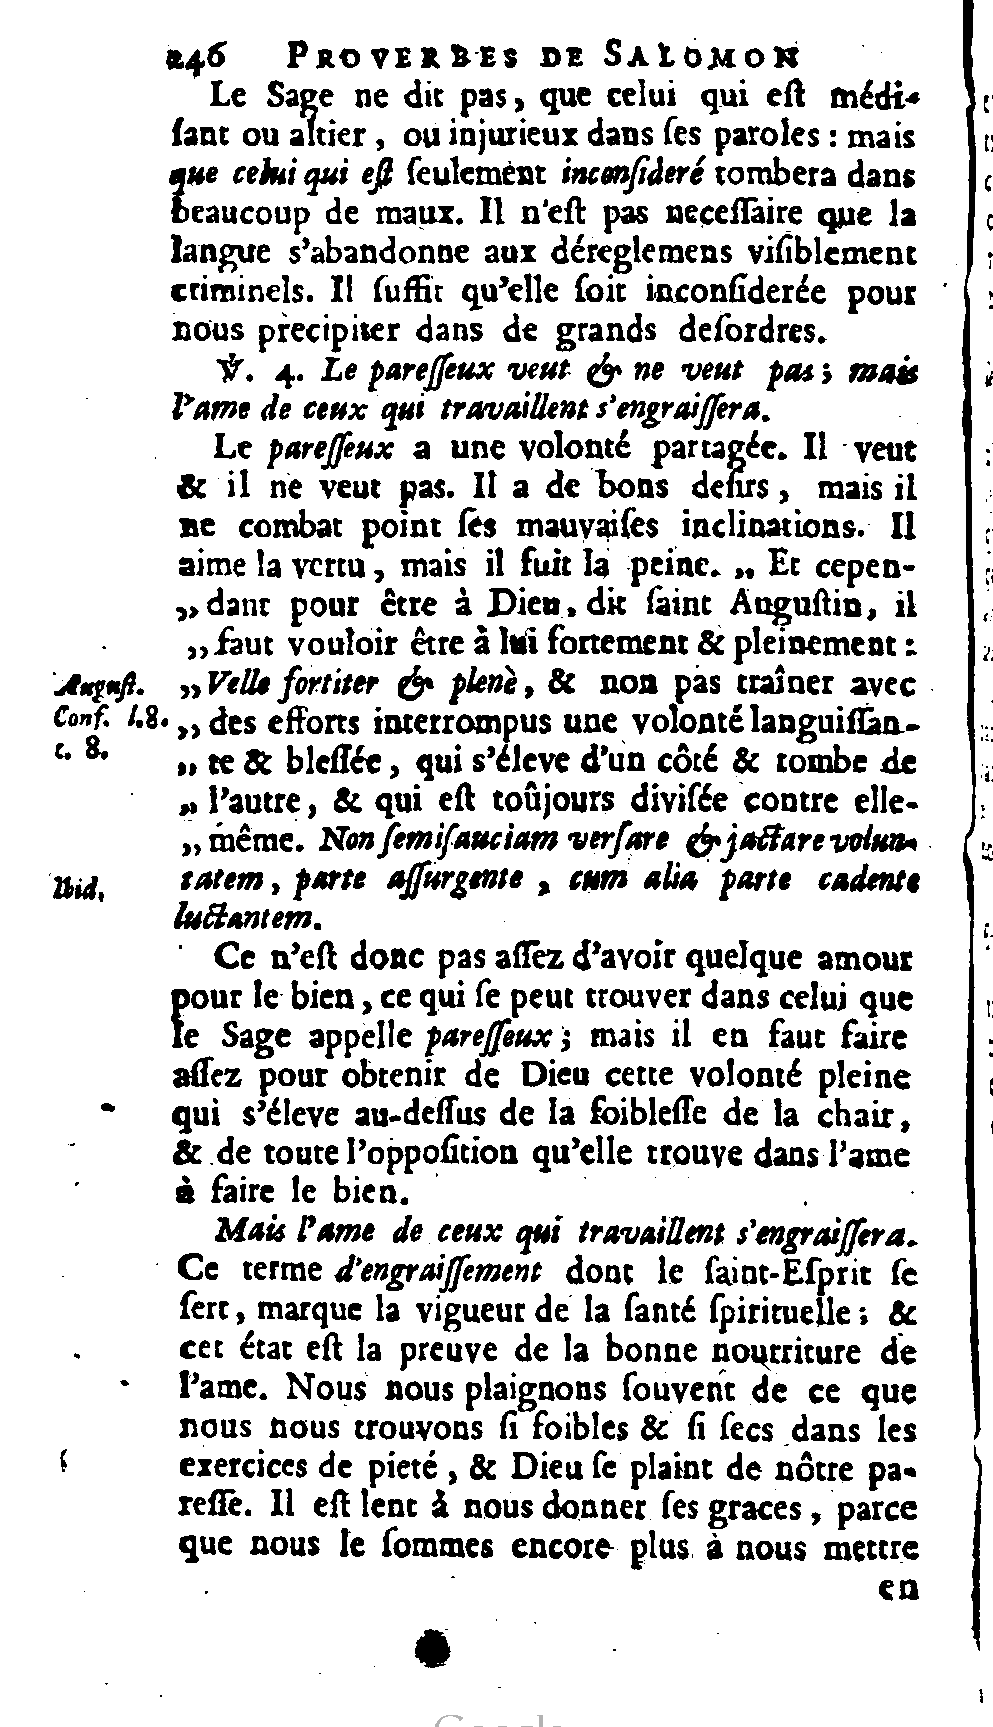 246 PROVERBES DE SALOMON
Le Sage ne dit pas, que celui qui eſt médi-
ſant ou altier, ou injurieux dans ſes paroles : mais
que celui qui eſt ſeulement inconſideré tombera dans
beaucoup de maux. Il n'eſt pas neceſſaire que la
langue s'abandonne aux déreglemens viſiblement
criminels. Il ſuffit qu'elle ſoit inconſiderée pour
nous precipiter dans de grands deſordres.
℣. 4. Le pareſſeux veut & ne veut pas; mais
l'ame de ceux qui travaillent s'engraiſſera.
Le pareſſeux a une volonté partagée. Il veut
& il ne veut pas. Il a de bons deſirs, mais il
ne combat point ſes mauvaiſes inclinations. Il
aime la vertu, mais il fuit la peine. „ Et cepen-
„ dant pour être à Dieu, dit ſaint Auguſtin, il
„ faut vouloir être à lui fortement & pleinement :
„ Velle fortiter & plenè, & non pas traîner avec
„ des efforts interrompus une volonté languiſſan-
„ te & bleſſée, qui s'éleve d'un côté & tombe de
„ l'autre, & qui eſt toûjours diviſée contre elle-
„ même. Non ſemiſauciam verſare & jactare volun-
tatem, parte aſſurgente, cum alia parte cadente
luctantem.
Auguſt.
Conf. l.8.
c. 8.
Ibid.
Ce n'eſt donc pas aſſez d'avoir quelque amour
pour le bien, ce qui ſe peut trouver dans celui que
le Sage appelle pareſſeux; mais il en faut faire
aſſez pour obtenir de Dieu cette volonté pleine
qui s'éleve au-deſſus de la foibleſſe de la chair,
& de toute l'oppoſition qu'elle trouve dans l'ame
à faire le bien.
Mais l'ame de ceux qui travaillent s'engraiſſera.
Ce terme d'engraiſſement dont le ſaint-Eſprit ſe
ſert, marque la vigueur de la ſanté ſpirituelle; &
cet état eſt la preuve de la bonne nourriture de
l'ame. Nous nous plaignons ſouvent de ce que
nous nous trouvons ſi foibles & ſi ſecs dans les
exercices de pieté, & Dieu ſe plaint de nôtre pa-
reſſe. Il eſt lent à nous donner ſes graces, parce
que nous le ſommes encore plus à nous mettre
en